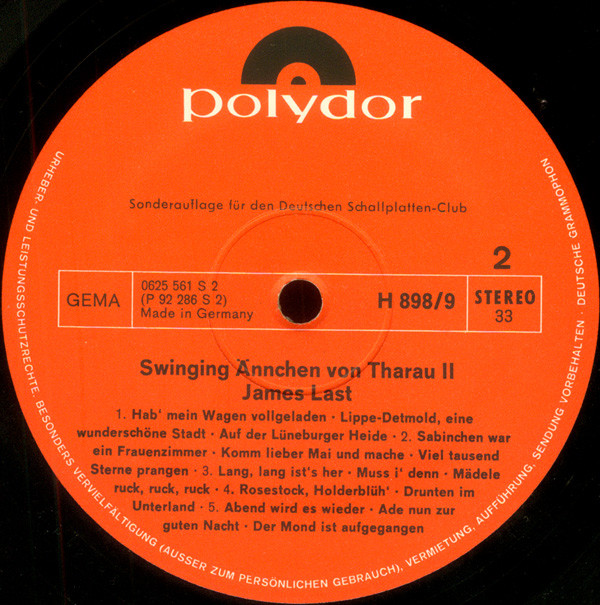 polydor
Sonderauflage für den Deutschen Schallplatten-Club
2
GEMA
0625 561 S 2
(P 92 286 S 2)
Made in Germany
H 898/9
STEREO
33
Swinging Ännchen von Tharau II
James Last
1. Hab' mein Wagen vollgeladen · Lippe-Detmold, eine
wunderschöne Stadt · Auf der Lüneburger Heide · 2. Sabinchen war
ein Frauenzimmer · Komm lieber Mai und mache · Viel tausend
Sterne prangen · 3. Lang, lang ist's her · Muss i' denn · Mädele
ruck, ruck, ruck · 4. Rosestock, Holderblüh' · Drunten im
Unterland · 5. Abend wird es wieder · Ade nun zur
guten Nacht · Der Mond ist aufgegangen
URHEBER- UND LEISTUNGSSCHUTZRECHTE. BESONDERS VERVIELFÄLTIGUNG (AUSSER ZUM PERSÖNLICHEN GEBRAUCH), VERMIETUNG, AUFFÜHRUNG, SENDUNG VORBEHALTEN · DEUTSCHE GRAMMOPHON